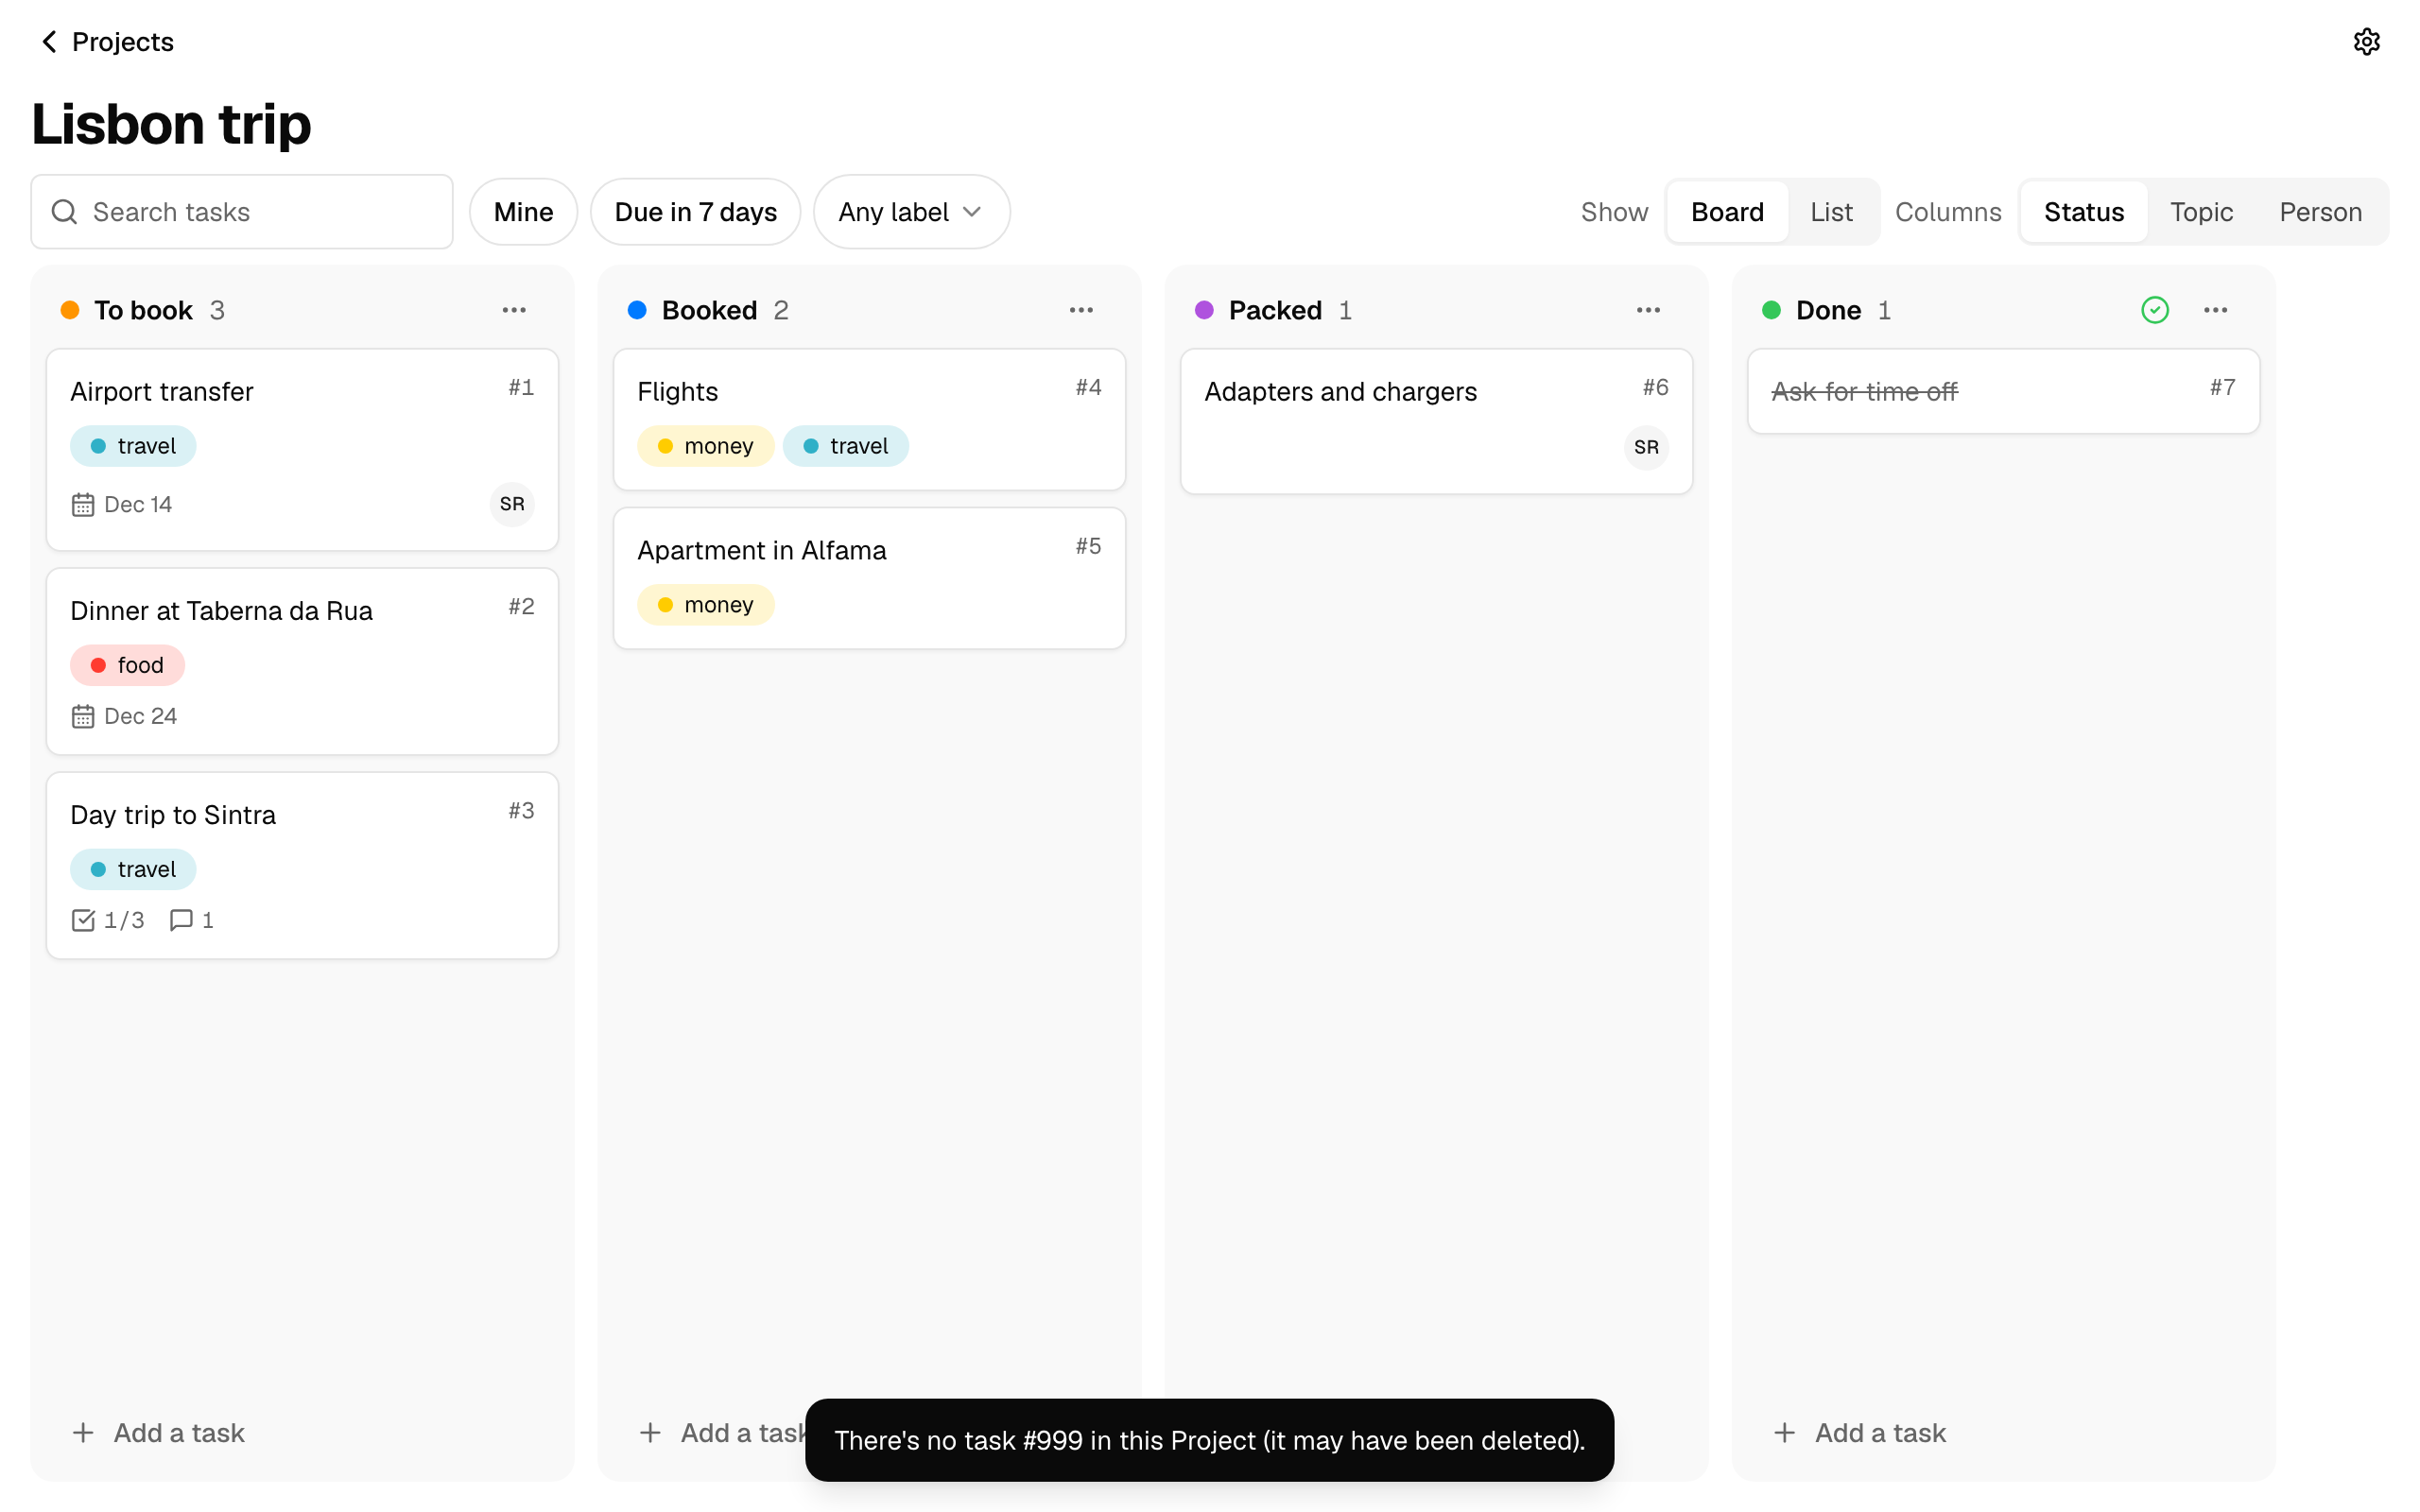 Projects
Lisbon trip
Search tasks
Mine
Due in 7 days
Any label
Show
Board
List
Columns
Status
Topic
Person
To book 3
Airport transfer #1
travel
Dec 14
SR
Dinner at Taberna da Rua #2
food
Dec 24
Day trip to Sintra #3
travel
1/3 1
Add a task
Booked 2
Flights #4
money travel
Apartment in Alfama #5
money
Add a task
Packed 1
Adapters and chargers #6
SR
Done 1
Ask for time off #7
Add a task
There's no task #999 in this Project (it may have been deleted).